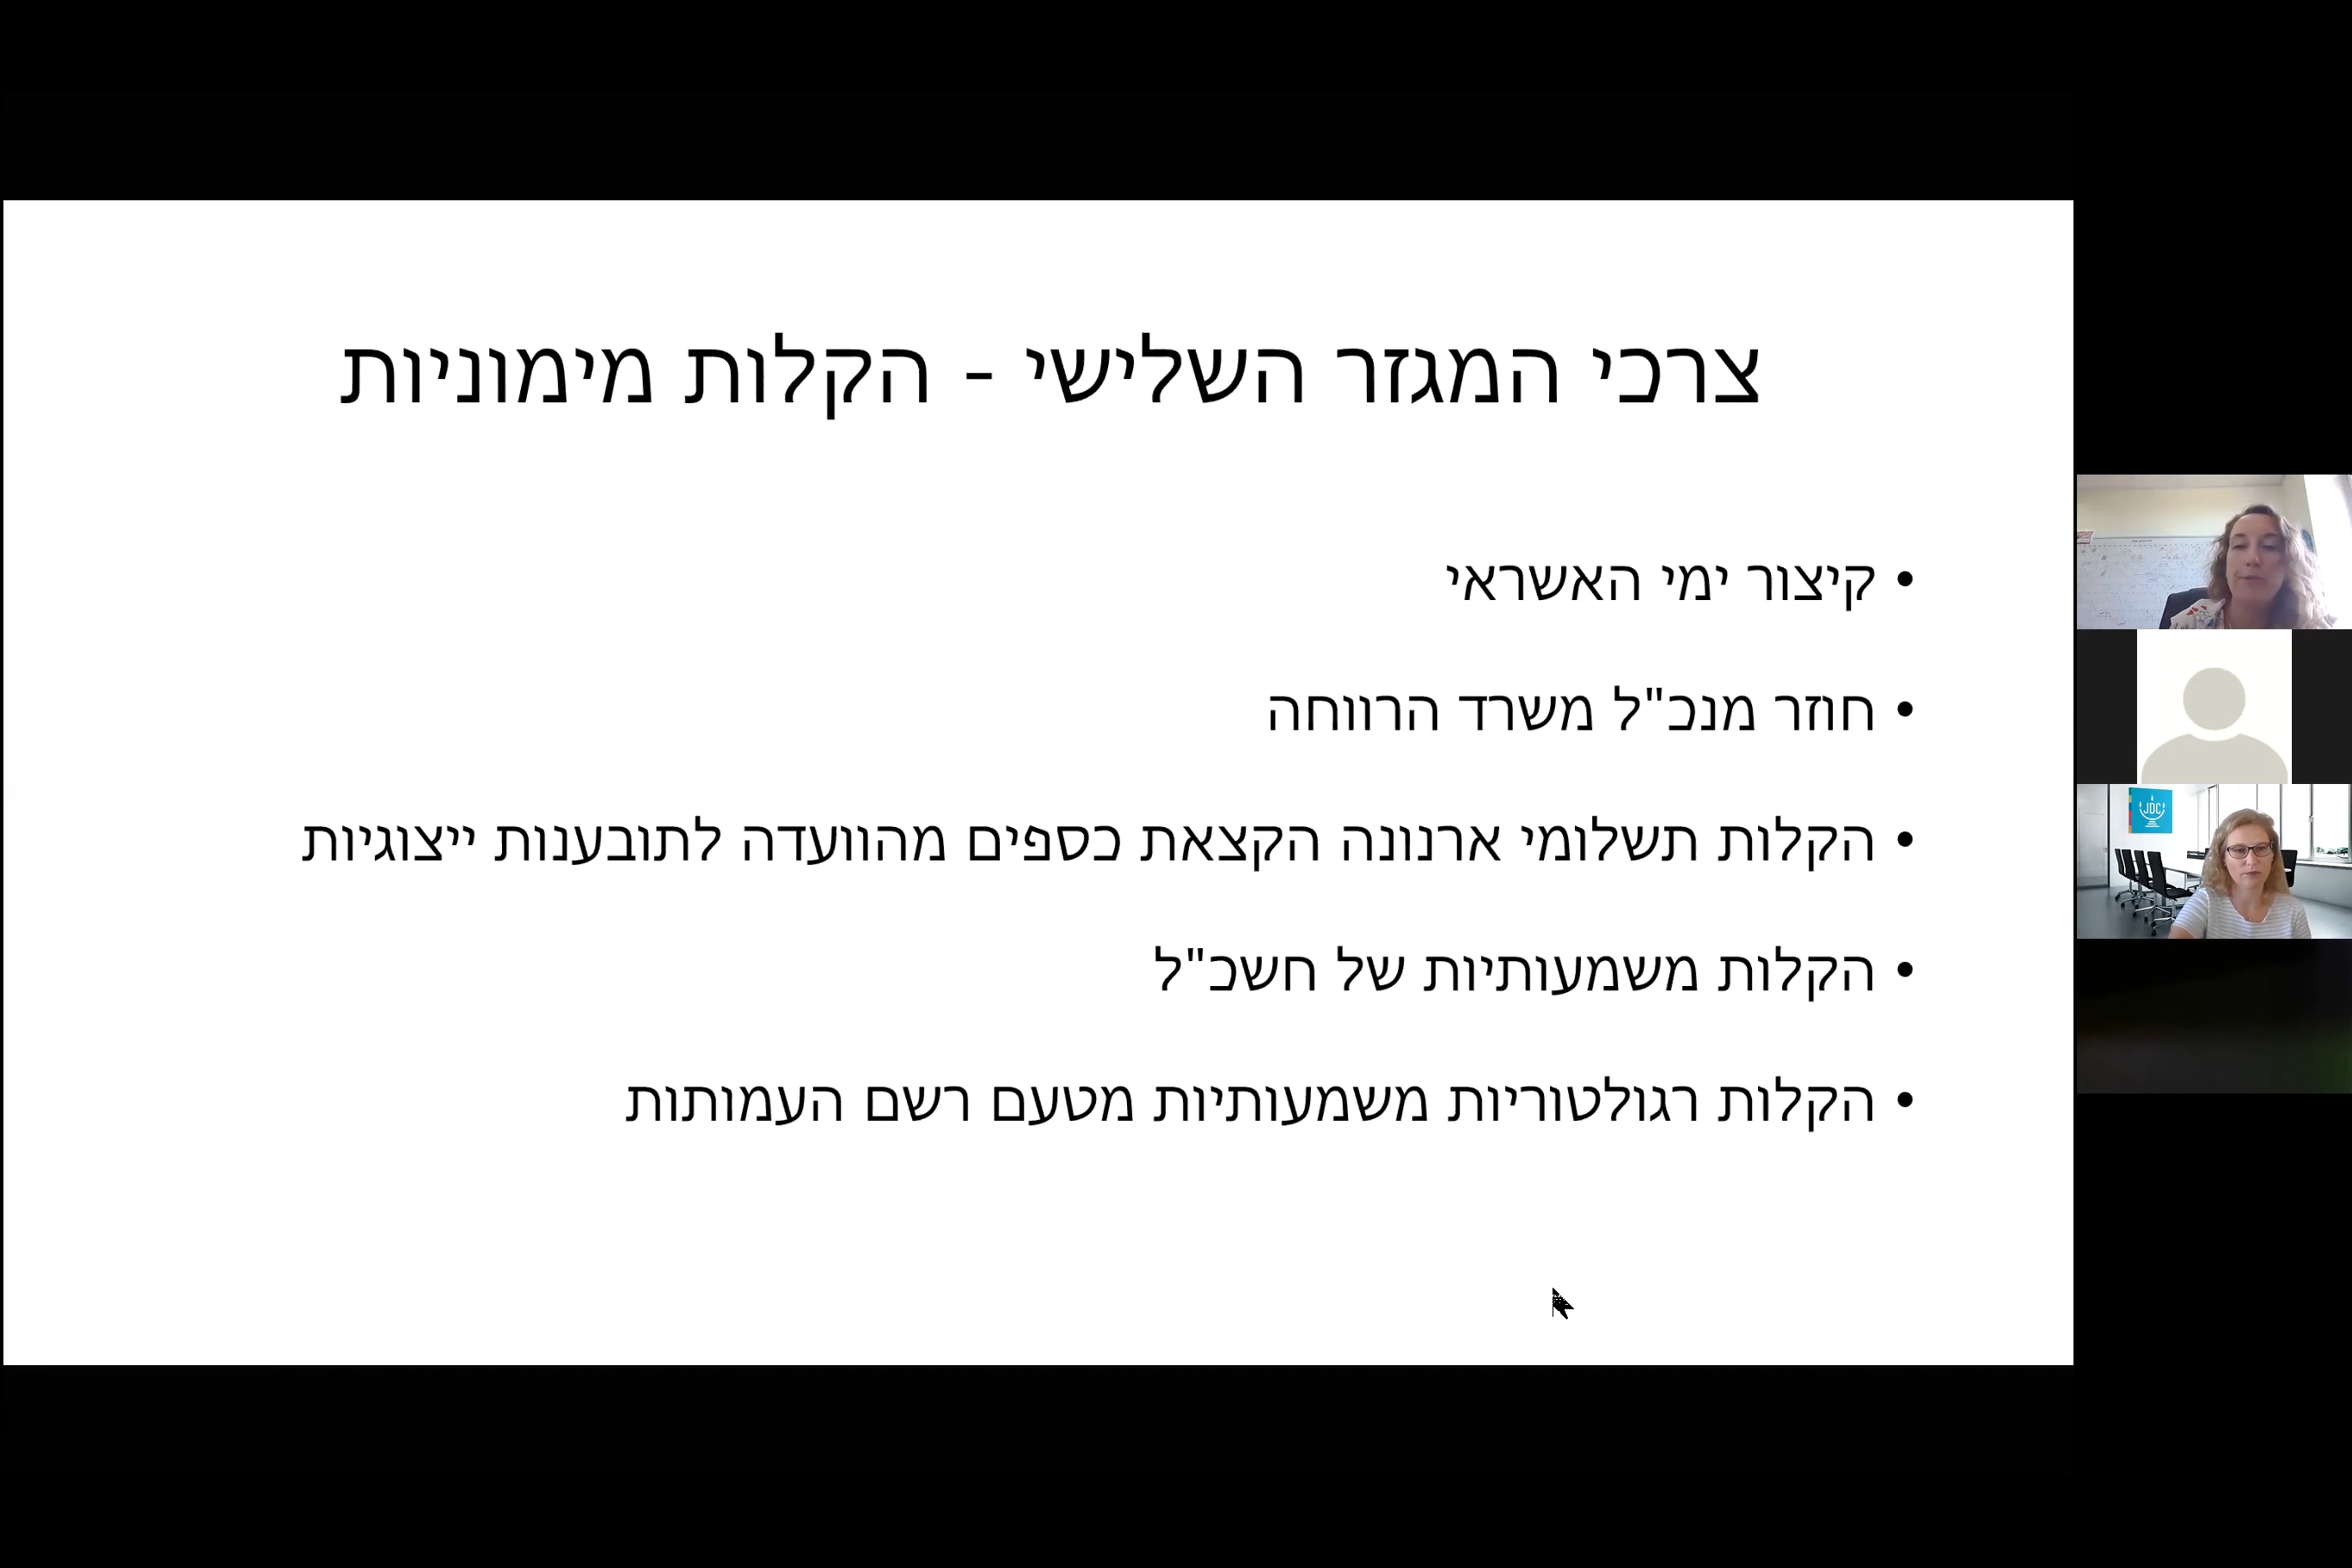 צרכי המגזר השלישי - הקלות מימוניות
• קיצור ימי האשראי
• חוזר מנכ"ל משרד הרווחה
• הקלות תשלומי ארנונה הקצאת כספים מהוועדה לתובענות ייצוגיות
• הקלות משמעותיות של חשכ"ל
• הקלות רגולטוריות משמעותיות מטעם רשם העמותות
JDC